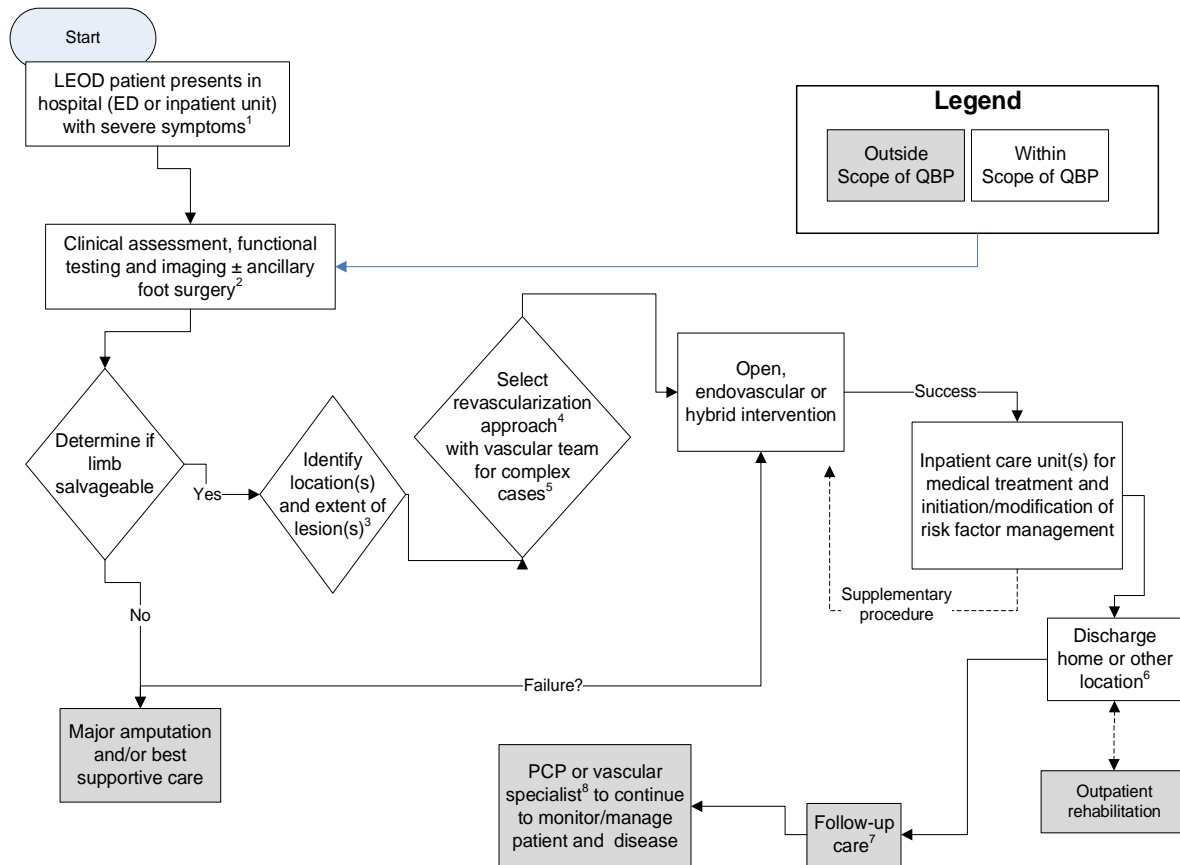 Start
LEOD patient presents in
hospital (ED or inpatient unit)
with severe symptoms¹
Legend
Outside
Scope of QBP
Within
Scope of QBP
Clinical assessment, functional
testing and imaging ± ancillary
foot surgery²
Determine if
limb
salvageable
Yes
Identify
location(s)
and extent of
lesion(s)³
Select
revascularization
approach⁴
with vascular team
for complex
cases⁵
Open,
endovascular or
hybrid intervention
Success
Inpatient care unit(s) for
medical treatment and
initiation/modification of
risk factor management
Supplementary
procedure
No
Failure?
Major amputation
and/or best
supportive care
Discharge
home or other
location⁶
Outpatient
rehabilitation
Follow-up
care⁷
PCP or vascular
specialist⁸ to continue
to monitor/manage
patient and disease